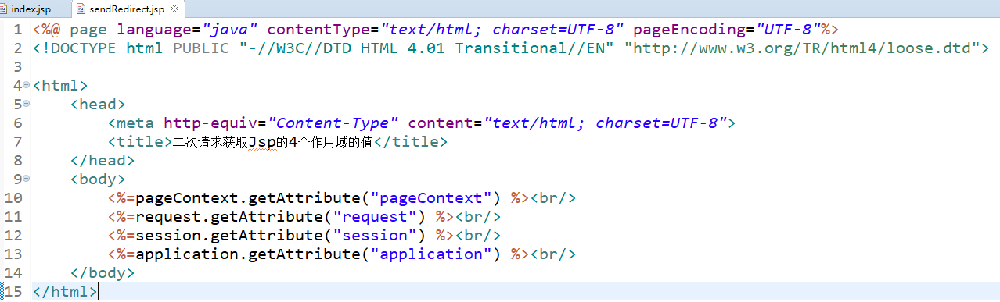 index.jsp sendRedirect.jsp
1 <%@ page language="java" contentType="text/html; charset=UTF-8" pageEncoding="UTF-8"%>
2 <!DOCTYPE html PUBLIC "-//W3C//DTD HTML 4.01 Transitional//EN" "http://www.w3.org/TR/html4/loose.dtd">
3
4 <html>
5 <head>
6 <meta http-equiv="Content-Type" content="text/html; charset=UTF-8">
7 <title>二次请求获取Jsp的4个作用域的值</title>
8 </head>
9 <body>
10 <%=pageContext.getAttribute("pageContext") %><br/>
11 <%=request.getAttribute("request") %><br/>
12 <%=session.getAttribute("session") %><br/>
13 <%=application.getAttribute("application") %><br/>
14 </body>
15 </html>